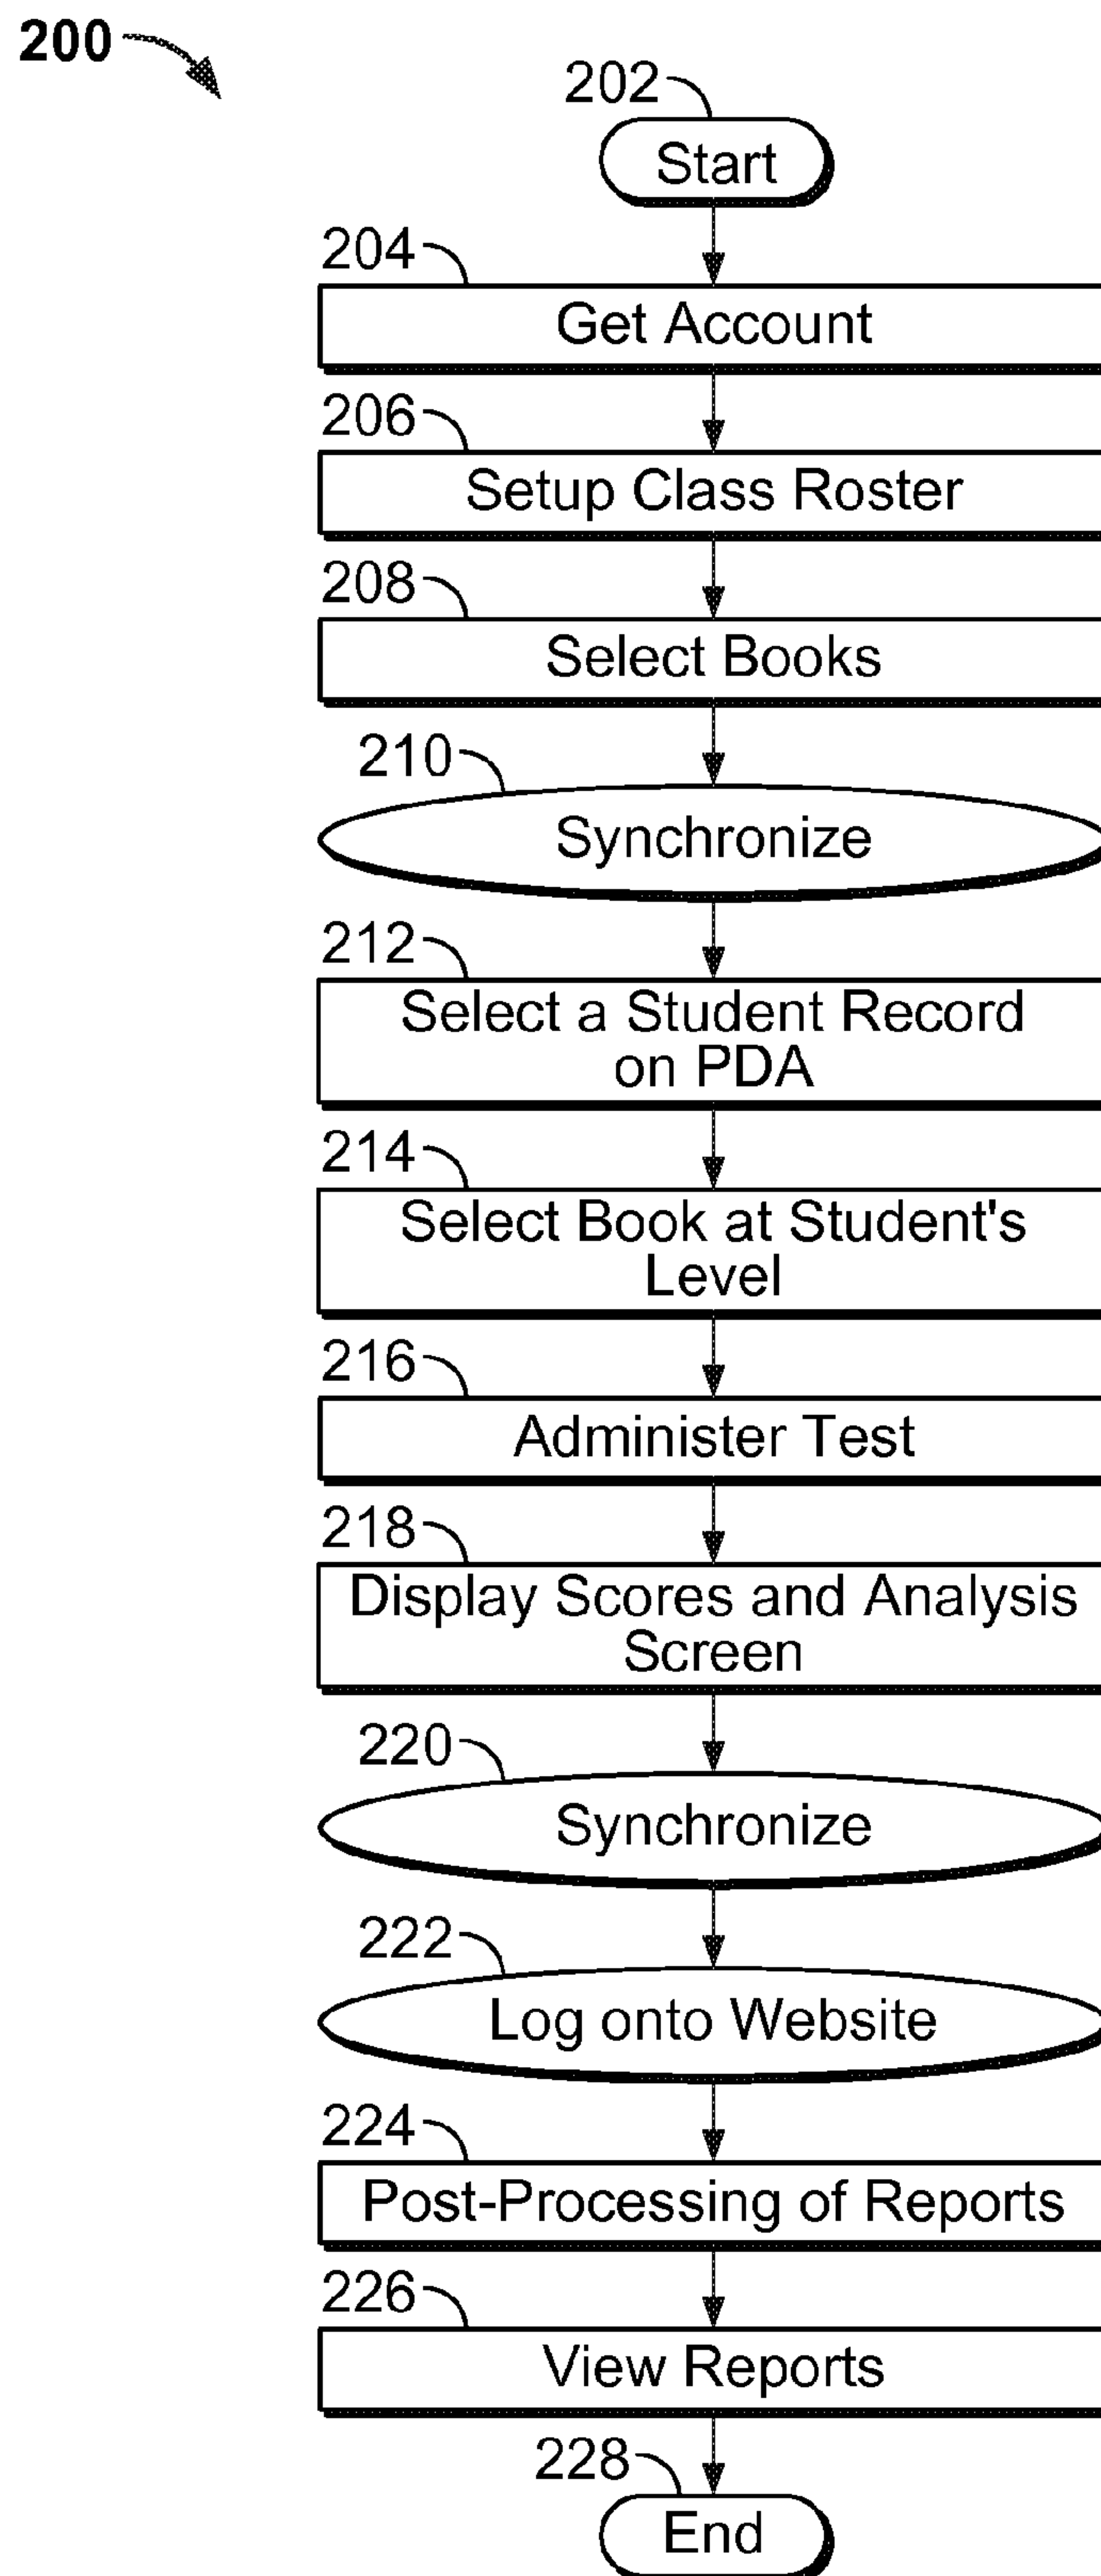 200
202
Start
204
Get Account
206
Setup Class Roster
208
Select Books
210
Synchronize
212
Select a Student Record
on PDA
214
Select Book at Student's
Level
216
Administer Test
218
Display Scores and Analysis
Screen
220
Synchronize
222
Log onto Website
224
Post-Processing of Reports
226
View Reports
228
End